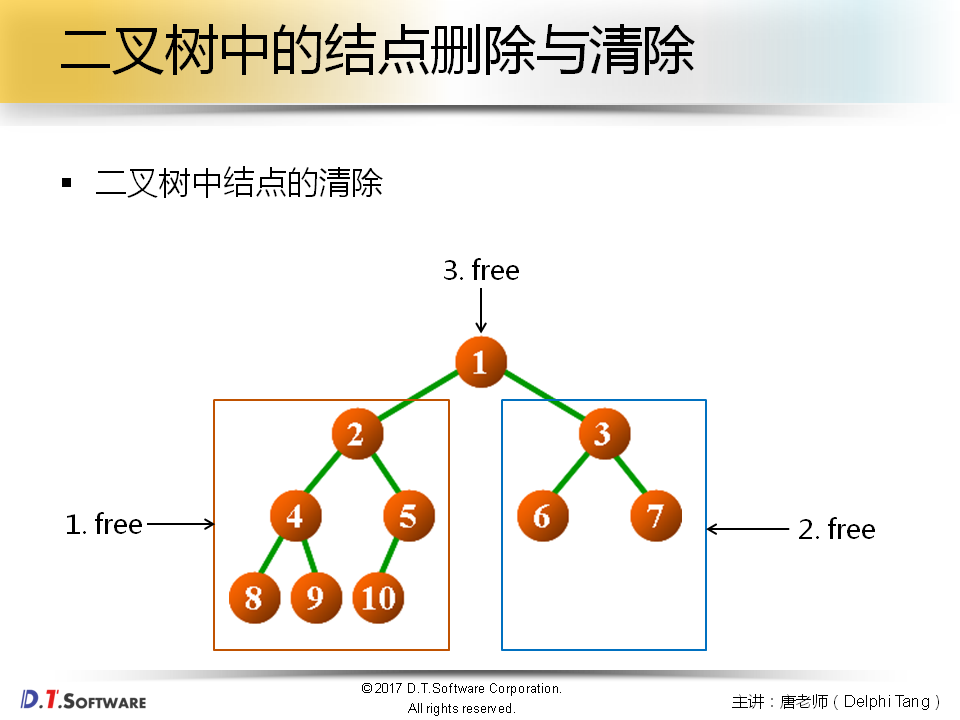 二叉树中的结点删除与清除
▪ 二叉树中结点的清除
3. free
1
2
3
1. free
4
5
6
7
2. free
8
9
10
D.T.SOFTWARE
©2017 D.T.Software Corporation.
All rights reserved.
主讲：唐老师（Delphi Tang）